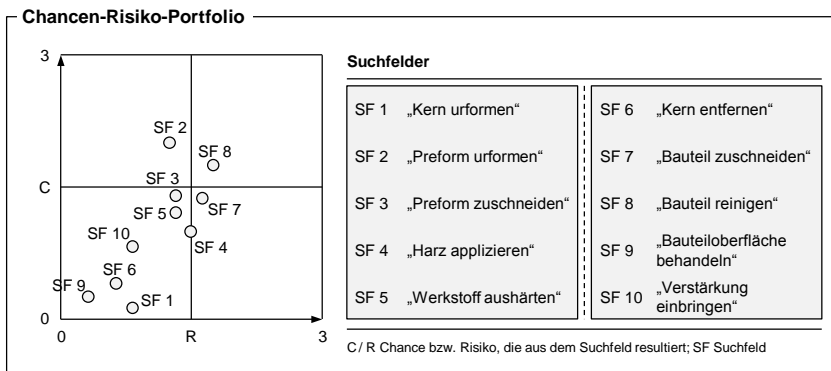 Chancen-Risiko-Portfolio
3
SF 2
SF 8
SF 3
C
SF 5
SF 7
SF 10
SF 4
SF 6
SF 9
SF 1
0
0
R
3
Suchfelder
SF 1 „Kern urformen“
SF 2 „Preform urformen“
SF 3 „Preform zuschneiden“
SF 4 „Harz applizieren“
SF 5 „Werkstoff aushärten“
SF 6 „Kern entfernen“
SF 7 „Bauteil zuschneiden“
SF 8 „Bauteil reinigen“
SF 9 „Bauteiloberfläche
behandeln“
SF 10 „Verstärkung
einbringen“
C / R Chance bzw. Risiko, die aus dem Suchfeld resultiert; SF Suchfeld